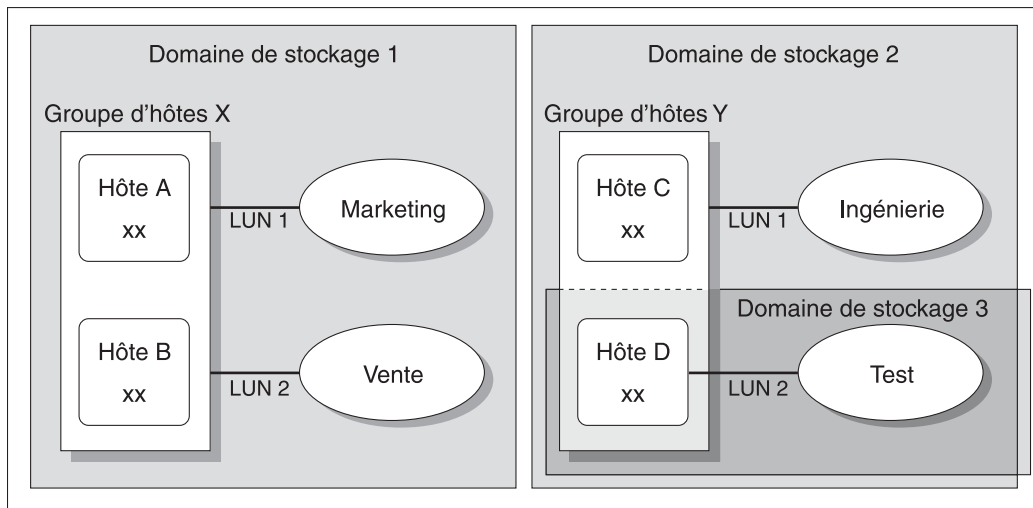 Domaine de stockage 1
Groupe d'hôtes X
Hôte A
xx
LUN 1
Marketing
Hôte B
xx
LUN 2
Vente
Domaine de stockage 2
Groupe d'hôtes Y
Hôte C
xx
LUN 1
Ingénierie
Domaine de stockage 3
Hôte D
xx
LUN 2
Test